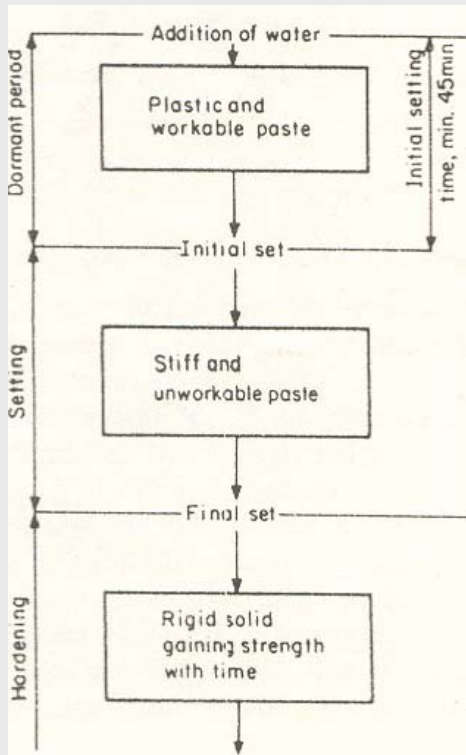 Addition of water
Dormant period
Plastic and
workable paste
Initial setting
time, min. 45min
Initial set
Setting
Stiff and
unworkable paste
Final set
Hardening
Rigid solid
gaining strength
with time